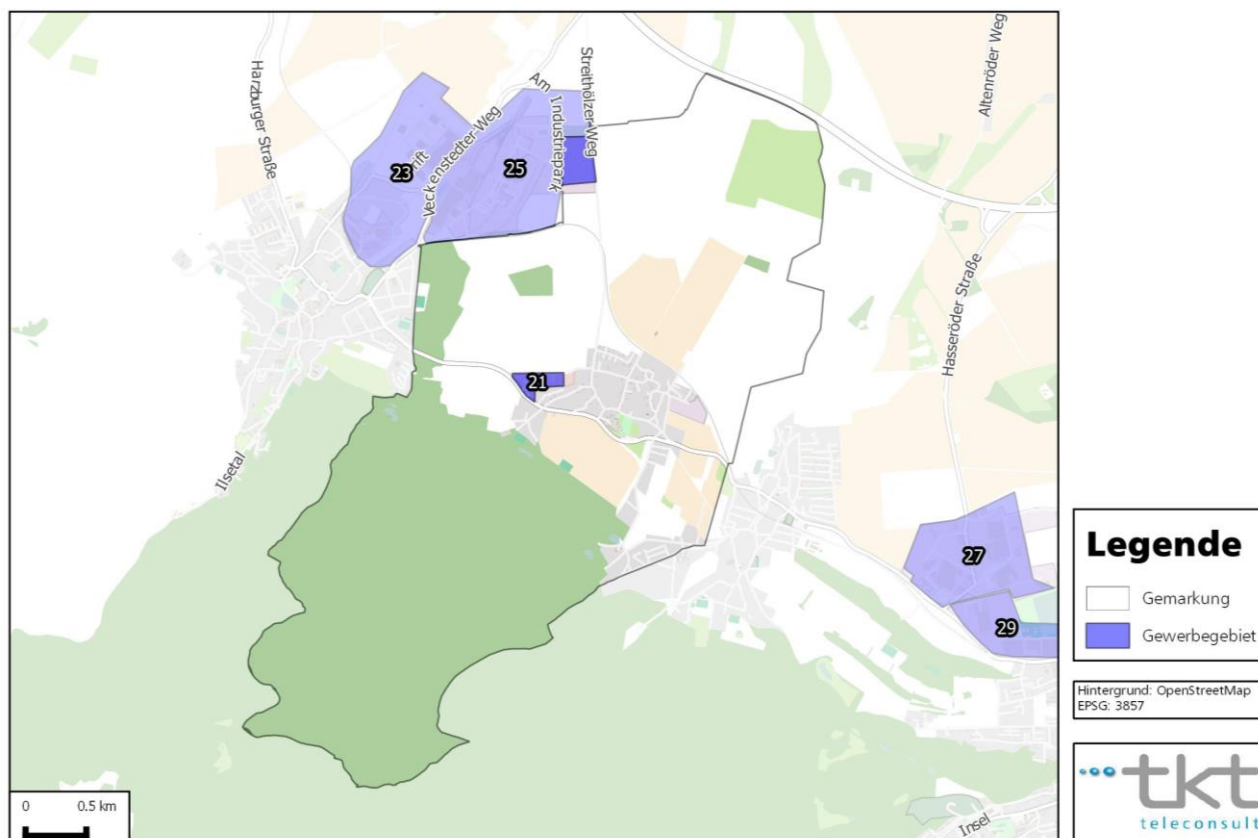 Harzburger Straße
Am Industriepark
Streithölzer Weg
Altenröder Weg
23
rift
Veckenstedter-Weg
25
Hasseröder Straße
21
Ilsetal
27
29
Insel
0 0.5 km
Legende
Gemarkung
Gewerbegebiet
Hintergrund: OpenStreetMap
EPSG: 3857
tkt
teleconsult